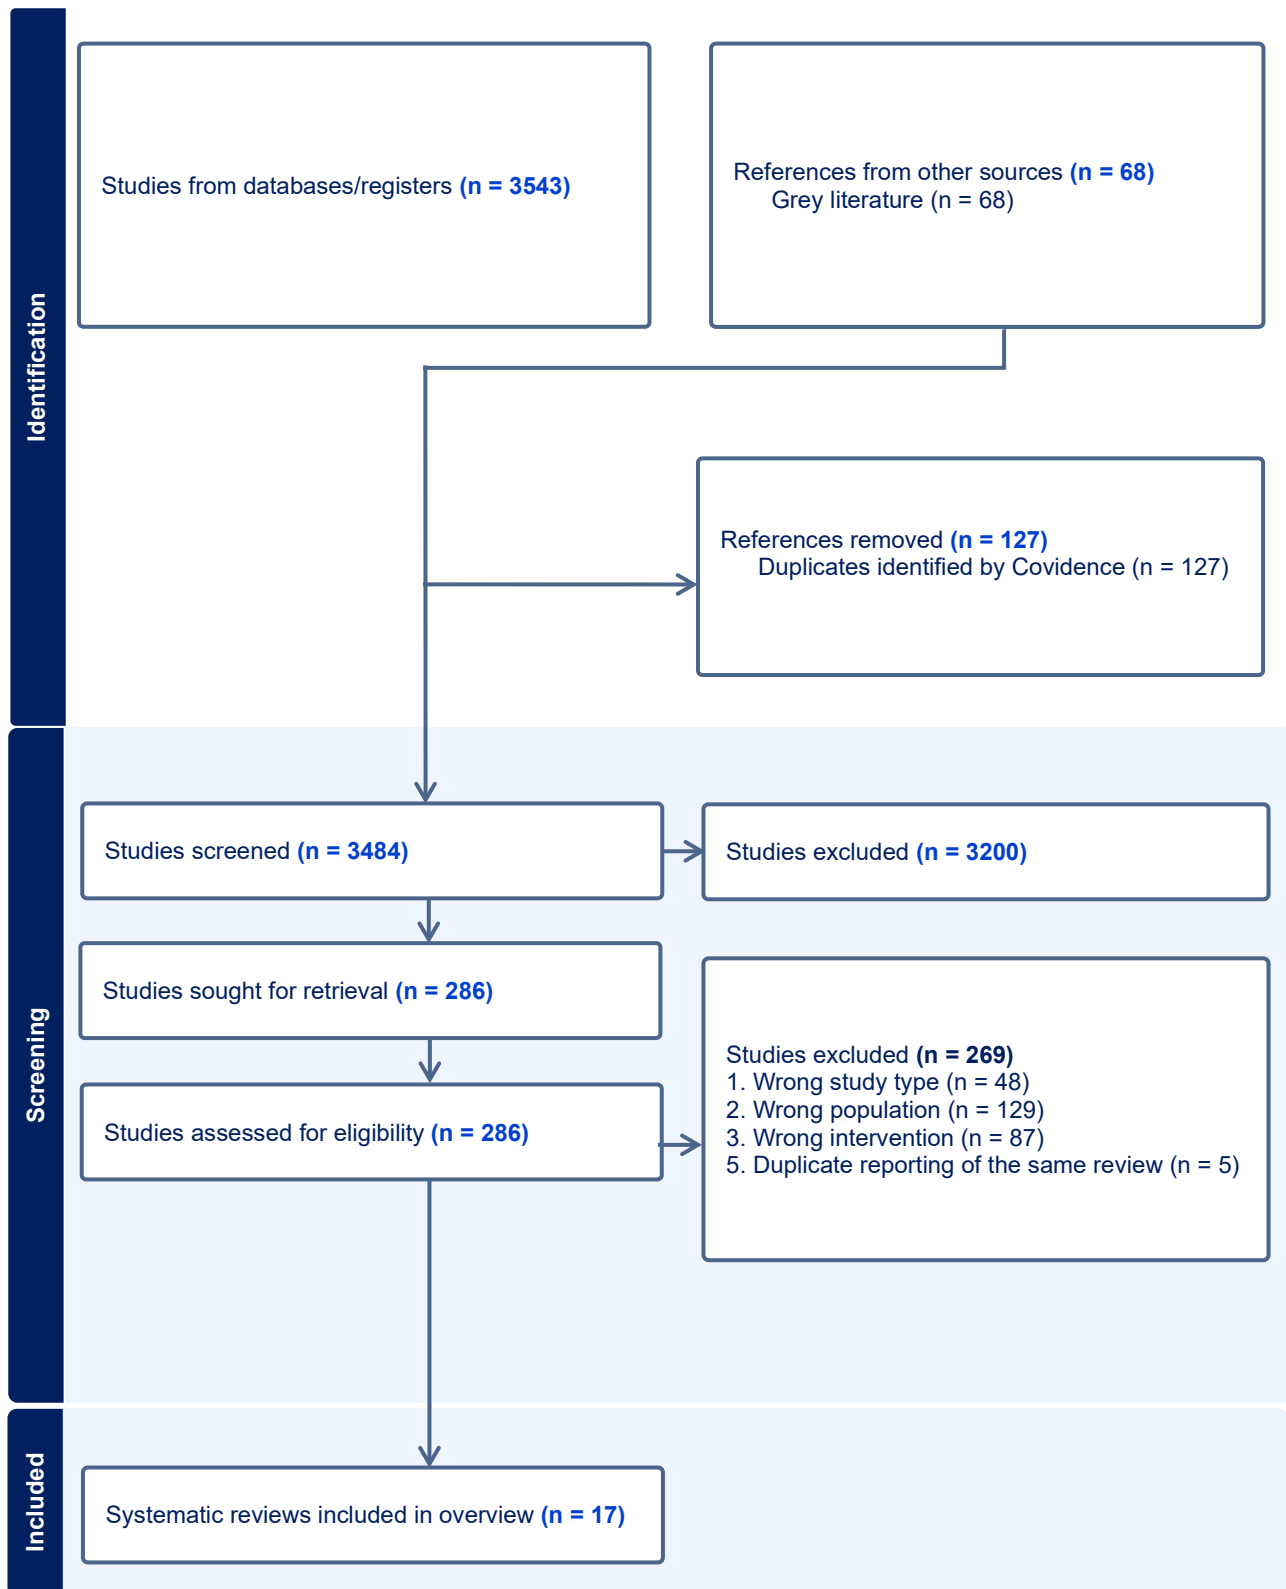 Identification
Studies from databases/registers (n = 3543)
References from other sources (n = 68)
Grey literature (n = 68)
References removed (n = 127)
Duplicates identified by Covidence (n = 127)
Screening
Studies screened (n = 3484)
Studies excluded (n = 3200)
Studies sought for retrieval (n = 286)
Studies assessed for eligibility (n = 286)
Studies excluded (n = 269)
1. Wrong study type (n = 48)
2. Wrong population (n = 129)
3. Wrong intervention (n = 87)
5. Duplicate reporting of the same review (n = 5)
Included
Systematic reviews included in overview (n = 17)